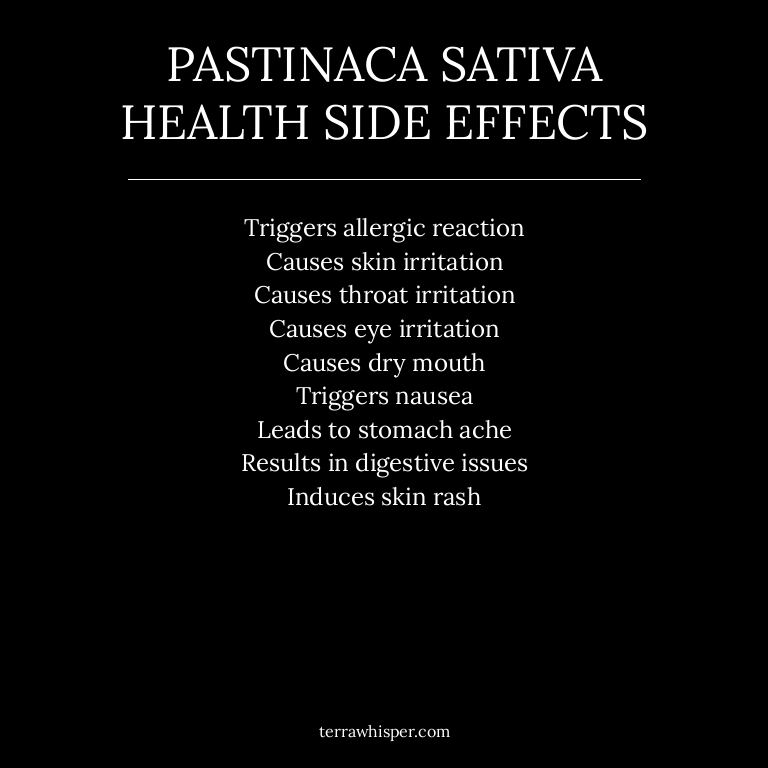 PASTINACA SATIVA
HEALTH SIDE EFFECTS
Triggers allergic reaction
Causes skin irritation
Causes throat irritation
Causes eye irritation
Causes dry mouth
Triggers nausea
Leads to stomach ache
Results in digestive issues
Induces skin rash
terrawhisper.com